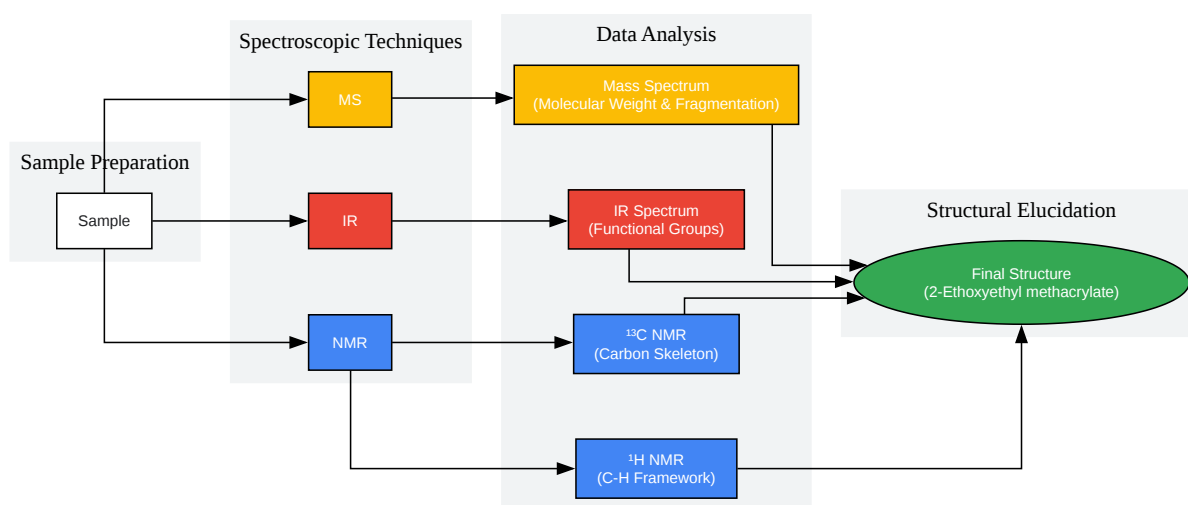 Sample Preparation
Sample
Spectroscopic Techniques
MS
IR
NMR
Data Analysis
Mass Spectrum
(Molecular Weight & Fragmentation)
IR Spectrum
(Functional Groups)
¹³C NMR
(Carbon Skeleton)
¹H NMR
(C-H Framework)
Structural Elucidation
Final Structure
(2-Ethoxyethyl methacrylate)